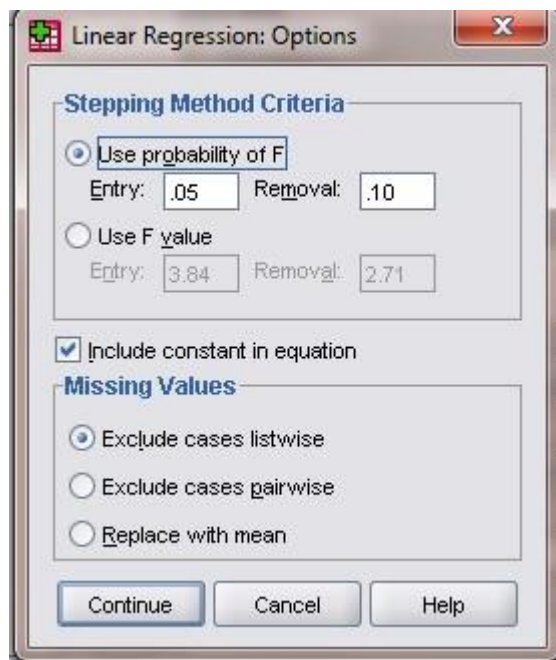 Linear Regression: Options
X
Stepping Method Criteria
Use probability of F
Entry: .05 Removal: .10
Use F value
Entry: 3.84 Removal: 2.71
Include constant in equation
Missing Values
Exclude cases listwise
Exclude cases pairwise
Replace with mean
Continue Cancel Help